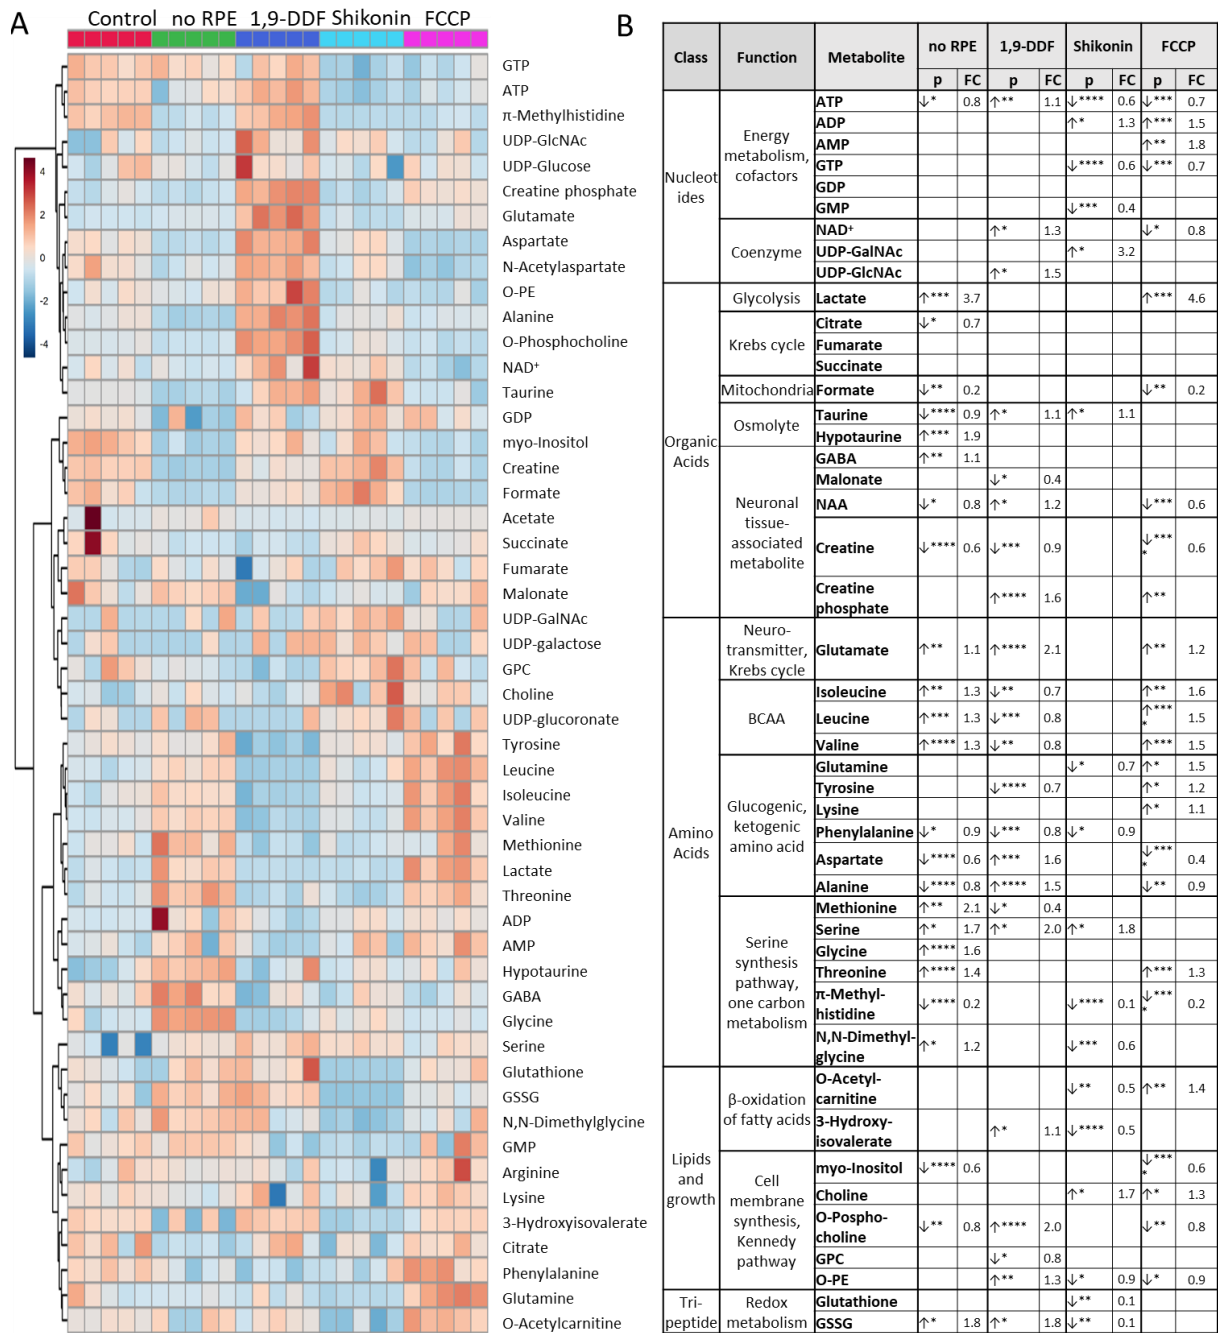 A
Control no RPE 1,9-DDF Shikonin FCCP
4
2
0
-2
-4
GTP
ATP
π-Methylhistidine
UDP-GlcNAc
UDP-Glucose
Creatine phosphate
Glutamate
Aspartate
N-Acetylaspartate
O-PE
Alanine
O-Phosphocholine
NAD⁺
Taurine
GDP
myo-Inositol
Creatine
Formate
Acetate
Succinate
Fumarate
Malonate
UDP-GalNAc
UDP-galactose
GPC
Choline
UDP-glucoronate
Tyrosine
Leucine
Isoleucine
Valine
Methionine
Lactate
Threonine
ADP
AMP
Hypotaurine
GABA
Glycine
Serine
Glutathione
GSSG
N,N-Dimethylglycine
GMP
Arginine
Lysine
3-Hydroxyisovalerate
Citrate
Phenylalanine
Glutamine
O-Acetylcarnitine
B
Class Function Metabolite no RPE 1,9-DDF Shikonin FCCP
p FC p FC p FC p FC
Nucleot
ides
Energy
metabolism,
cofactors
ATP ↓* 0.8 ↑** 1.1 ↓**** 0.6 ↓*** 0.7
ADP ↑* 1.3 ↑*** 1.5
AMP ↑** 1.8
GTP ↓**** 0.6 ↓*** 0.7
GDP
GMP ↓*** 0.4
Coenzyme
NAD⁺ ↑* 1.3 ↓* 0.8
UDP-GalNAc ↑* 3.2
UDP-GlcNAc ↑* 1.5
Organic
Acids
Glycolysis
Lactate ↑*** 3.7 ↑*** 4.6
Krebs cycle
Citrate ↓* 0.7
Fumarate
Succinate
Mitochondria
Formate ↓** 0.2 ↓** 0.2
Osmolyte
Taurine ↓**** 0.9 ↑* 1.1 ↑* 1.1
Hypotaurine ↑*** 1.9
Neuronal
tissue-
associated
metabolite
GABA ↑** 1.1
Malonate ↓* 0.4
NAA ↓* 0.8 ↑* 1.2 ↓*** 0.6
Creatine ↓**** 0.6 ↓*** 0.9 ↓*** 0.6
*
Creatine
phosphate ↑**** 1.6 ↑**
Amino
Acids
Neuro-
transmitter,
Krebs cycle
Glutamate ↑** 1.1 ↑**** 2.1 ↑** 1.2
BCAA
Isoleucine ↑** 1.3 ↓** 0.7 ↑** 1.6
Leucine ↑*** 1.3 ↓*** 0.8 ↑*** 1.5
*
Valine ↑**** 1.3 ↓** 0.8 ↑*** 1.5
Glucogenic,
ketogenic
amino acid
Glutamine ↓* 0.7 ↑* 1.5
Tyrosine ↓**** 0.7 ↑* 1.2
Lysine ↑* 1.1
Phenylalanine ↓* 0.9 ↓*** 0.8 ↓* 0.9
Aspartate ↓**** 0.6 ↑*** 1.6 ↓*** 0.4
*
Alanine ↓**** 0.8 ↑**** 1.5 ↓** 0.9
Serine
synthesis
pathway,
one carbon
metabolism
Methionine ↑** 2.1 ↓* 0.4
Serine ↑* 1.7 ↑* 2.0 ↑* 1.8
Glycine ↑**** 1.6
Threonine ↑**** 1.4 ↑*** 1.3
π-Methyl-
histidine ↓**** 0.2 ↓**** 0.1 ↓*** 0.2
*
N,N-Dimethyl-
glycine ↑* 1.2 ↓*** 0.6
Lipids
and
growth
β-oxidation
of fatty acids
O-Acetyl-
carnitine ↓** 0.5 ↑** 1.4
3-Hydroxy-
isovalerate ↑* 1.1 ↓**** 0.5
Cell
membrane
synthesis,
Kennedy
pathway
myo-Inositol ↓**** 0.6 ↓*** 0.6
*
Choline ↑* 1.7 ↑* 1.3
O-Pospho-
choline ↓** 0.8 ↑**** 2.0 ↓** 0.8
GPC ↓* 0.8
O-PE ↑** 1.3 ↓* 0.9 ↓* 0.9
Tri-
peptide
Redox
metabolism
Glutathione ↓** 0.1
GSSG ↑* 1.8 ↑* 1.8 ↓** 0.1